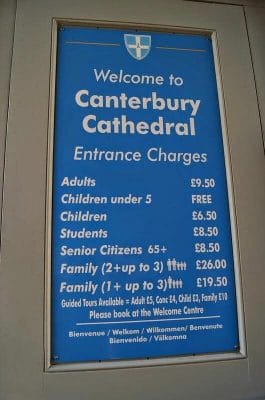 Welcome to
Canterbury
Cathedral
Entrance Charges
Adults £9.50
Children under 5 FREE
Children £6.50
Students £8.50
Senior Citizens 65+ £8.50
Family (2+up to 3) £26.00
Family (1+ up to 3) £19.50
Guided Tours Available = Adult £5, Conc £4, Child £3, Family £10
Please book at the Welcome Centre
Bienvenue / Welkom / Wilkommen/ Benvenuto
Bienvenido / Välkomna